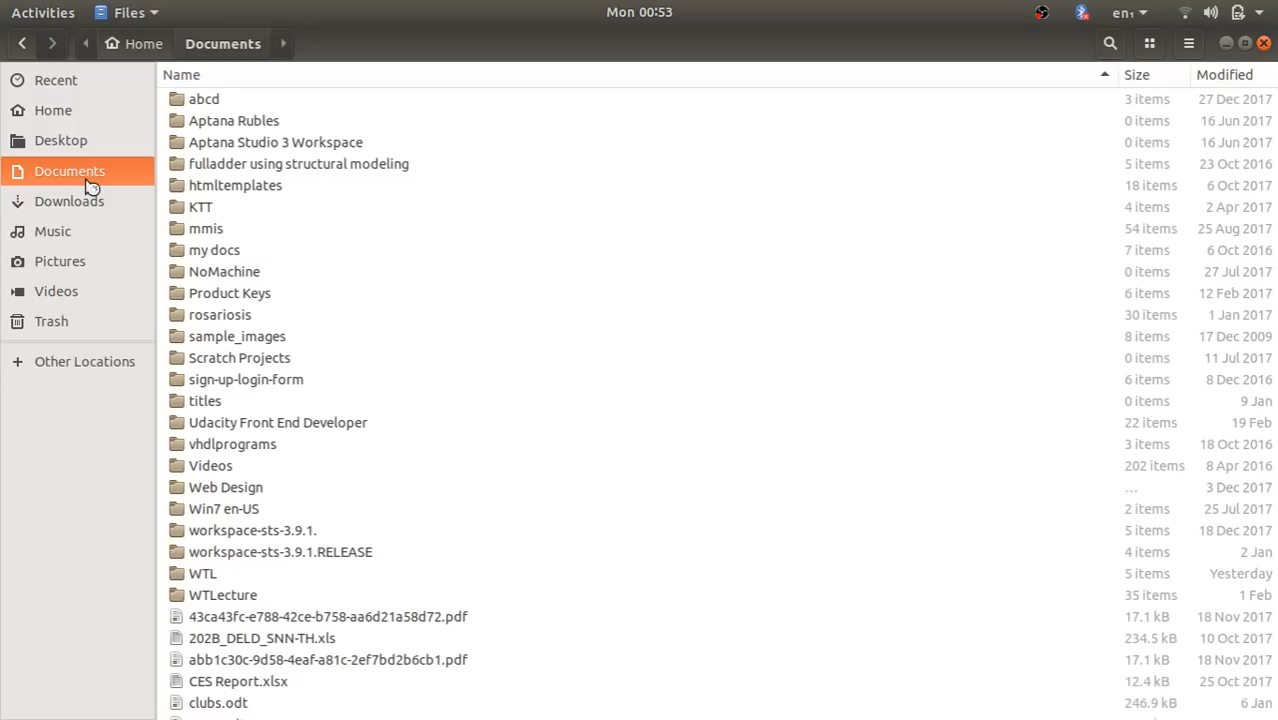 Activities Files Mon 00:53 en₁
Home Documents
Recent
Home
Desktop
Documents
Downloads
Music
Pictures
Videos
Trash
+ Other Locations
Name Size Modified
abcd 3 items 27 Dec 2017
Aptana Rubles 0 items 16 Jun 2017
Aptana Studio 3 Workspace 0 items 16 Jun 2017
fulladder using structural modeling 5 items 23 Oct 2016
htmltemplates 18 items 6 Oct 2017
KTT 4 items 2 Apr 2017
mmis 54 items 25 Aug 2017
my docs 7 items 6 Oct 2016
NoMachine 0 items 27 Jul 2017
Product Keys 6 items 12 Feb 2017
rosariosis 30 items 1 Jan 2017
sample_images 8 items 17 Dec 2009
Scratch Projects 0 items 11 Jul 2017
sign-up-login-form 6 items 8 Dec 2016
titles 0 items 9 Jan
Udacity Front End Developer 22 items 19 Feb
vhdlprograms 3 items 18 Oct 2016
Videos 202 items 8 Apr 2016
Web Design ... 3 Dec 2017
Win7 en-US 2 items 25 Jul 2017
workspace-sts-3.9.1. 5 items 18 Dec 2017
workspace-sts-3.9.1.RELEASE 4 items 2 Jan
WTL 5 items Yesterday
WTLecture 35 items 1 Feb
43ca43fc-e788-42ce-b758-aa6d21a58d72.pdf 17.1 kB 18 Nov 2017
202B_DELD_SNN-TH.xls 234.5 kB 10 Oct 2017
abb1c30c-9d58-4eaf-a81c-2ef7bd2b6cb1.pdf 17.1 kB 18 Nov 2017
CES Report.xlsx 12.4 kB 25 Oct 2017
clubs.odt 246.9 kB 6 Jan